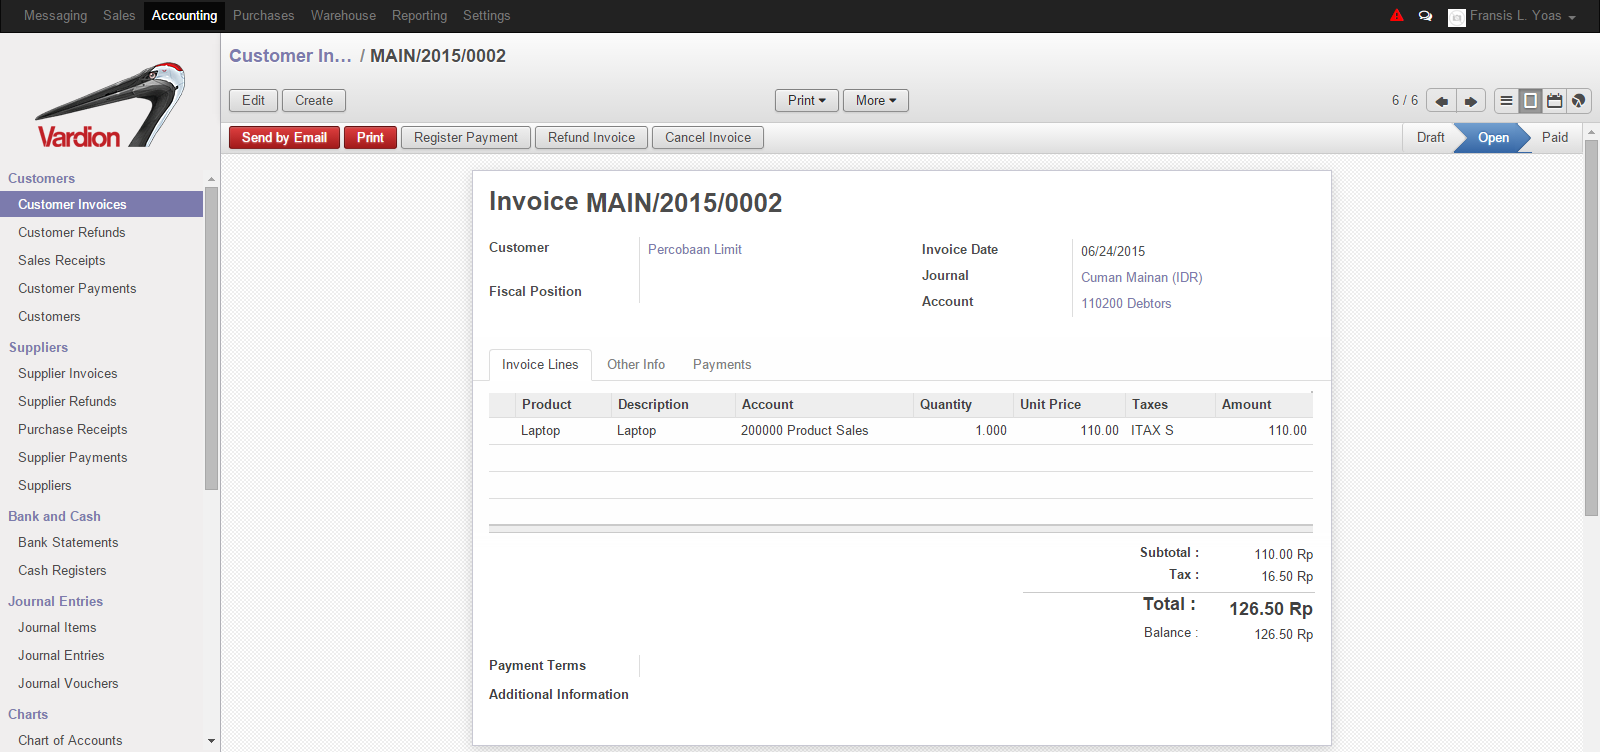 Messaging Sales Accounting Purchases Warehouse Reporting Settings Fransis L. Yoas
Vardion
Customers
Customer Invoices
Customer Refunds
Sales Receipts
Customer Payments
Customers
Suppliers
Supplier Invoices
Supplier Refunds
Purchase Receipts
Supplier Payments
Suppliers
Bank and Cash
Bank Statements
Cash Registers
Journal Entries
Journal Items
Journal Entries
Journal Vouchers
Charts
Chart of Accounts
Customer In... / MAIN/2015/0002
Edit Create Print More 6 / 6
Send by Email Print Register Payment Refund Invoice Cancel Invoice Draft Open Paid
Invoice MAIN/2015/0002
Customer Percobaan Limit
Fiscal Position
Invoice Date 06/24/2015
Journal Cuman Mainan (IDR)
Account 110200 Debtors
Invoice Lines Other Info Payments
Product Description Account Quantity Unit Price Taxes Amount
Laptop Laptop 200000 Product Sales 1.000 110.00 ITAX S 110.00
Subtotal : 110.00 Rp
Tax : 16.50 Rp
Total : 126.50 Rp
Balance : 126.50 Rp
Payment Terms
Additional Information